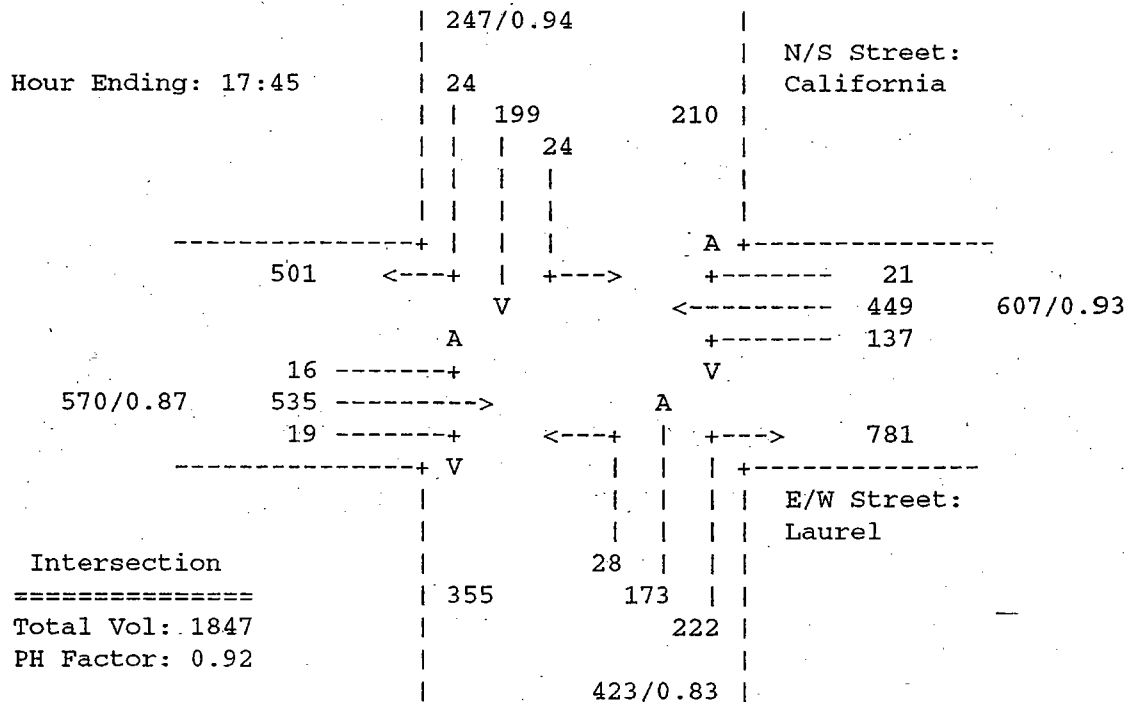 247/0.94
N/S Street:
Hour Ending: 17:45 24 California
199 210
24
A
501 <---+ +---> +------- 21
V <--------- 449 607/0.93
A +------- 137
16 -------+ V
570/0.87 535 ---------> A
19 -------+ <---+ +---> 781
V
E/W Street:
Laurel
Intersection 28
=============== 355 173
Total Vol: 1847 222
PH Factor: 0.92
423/0.83